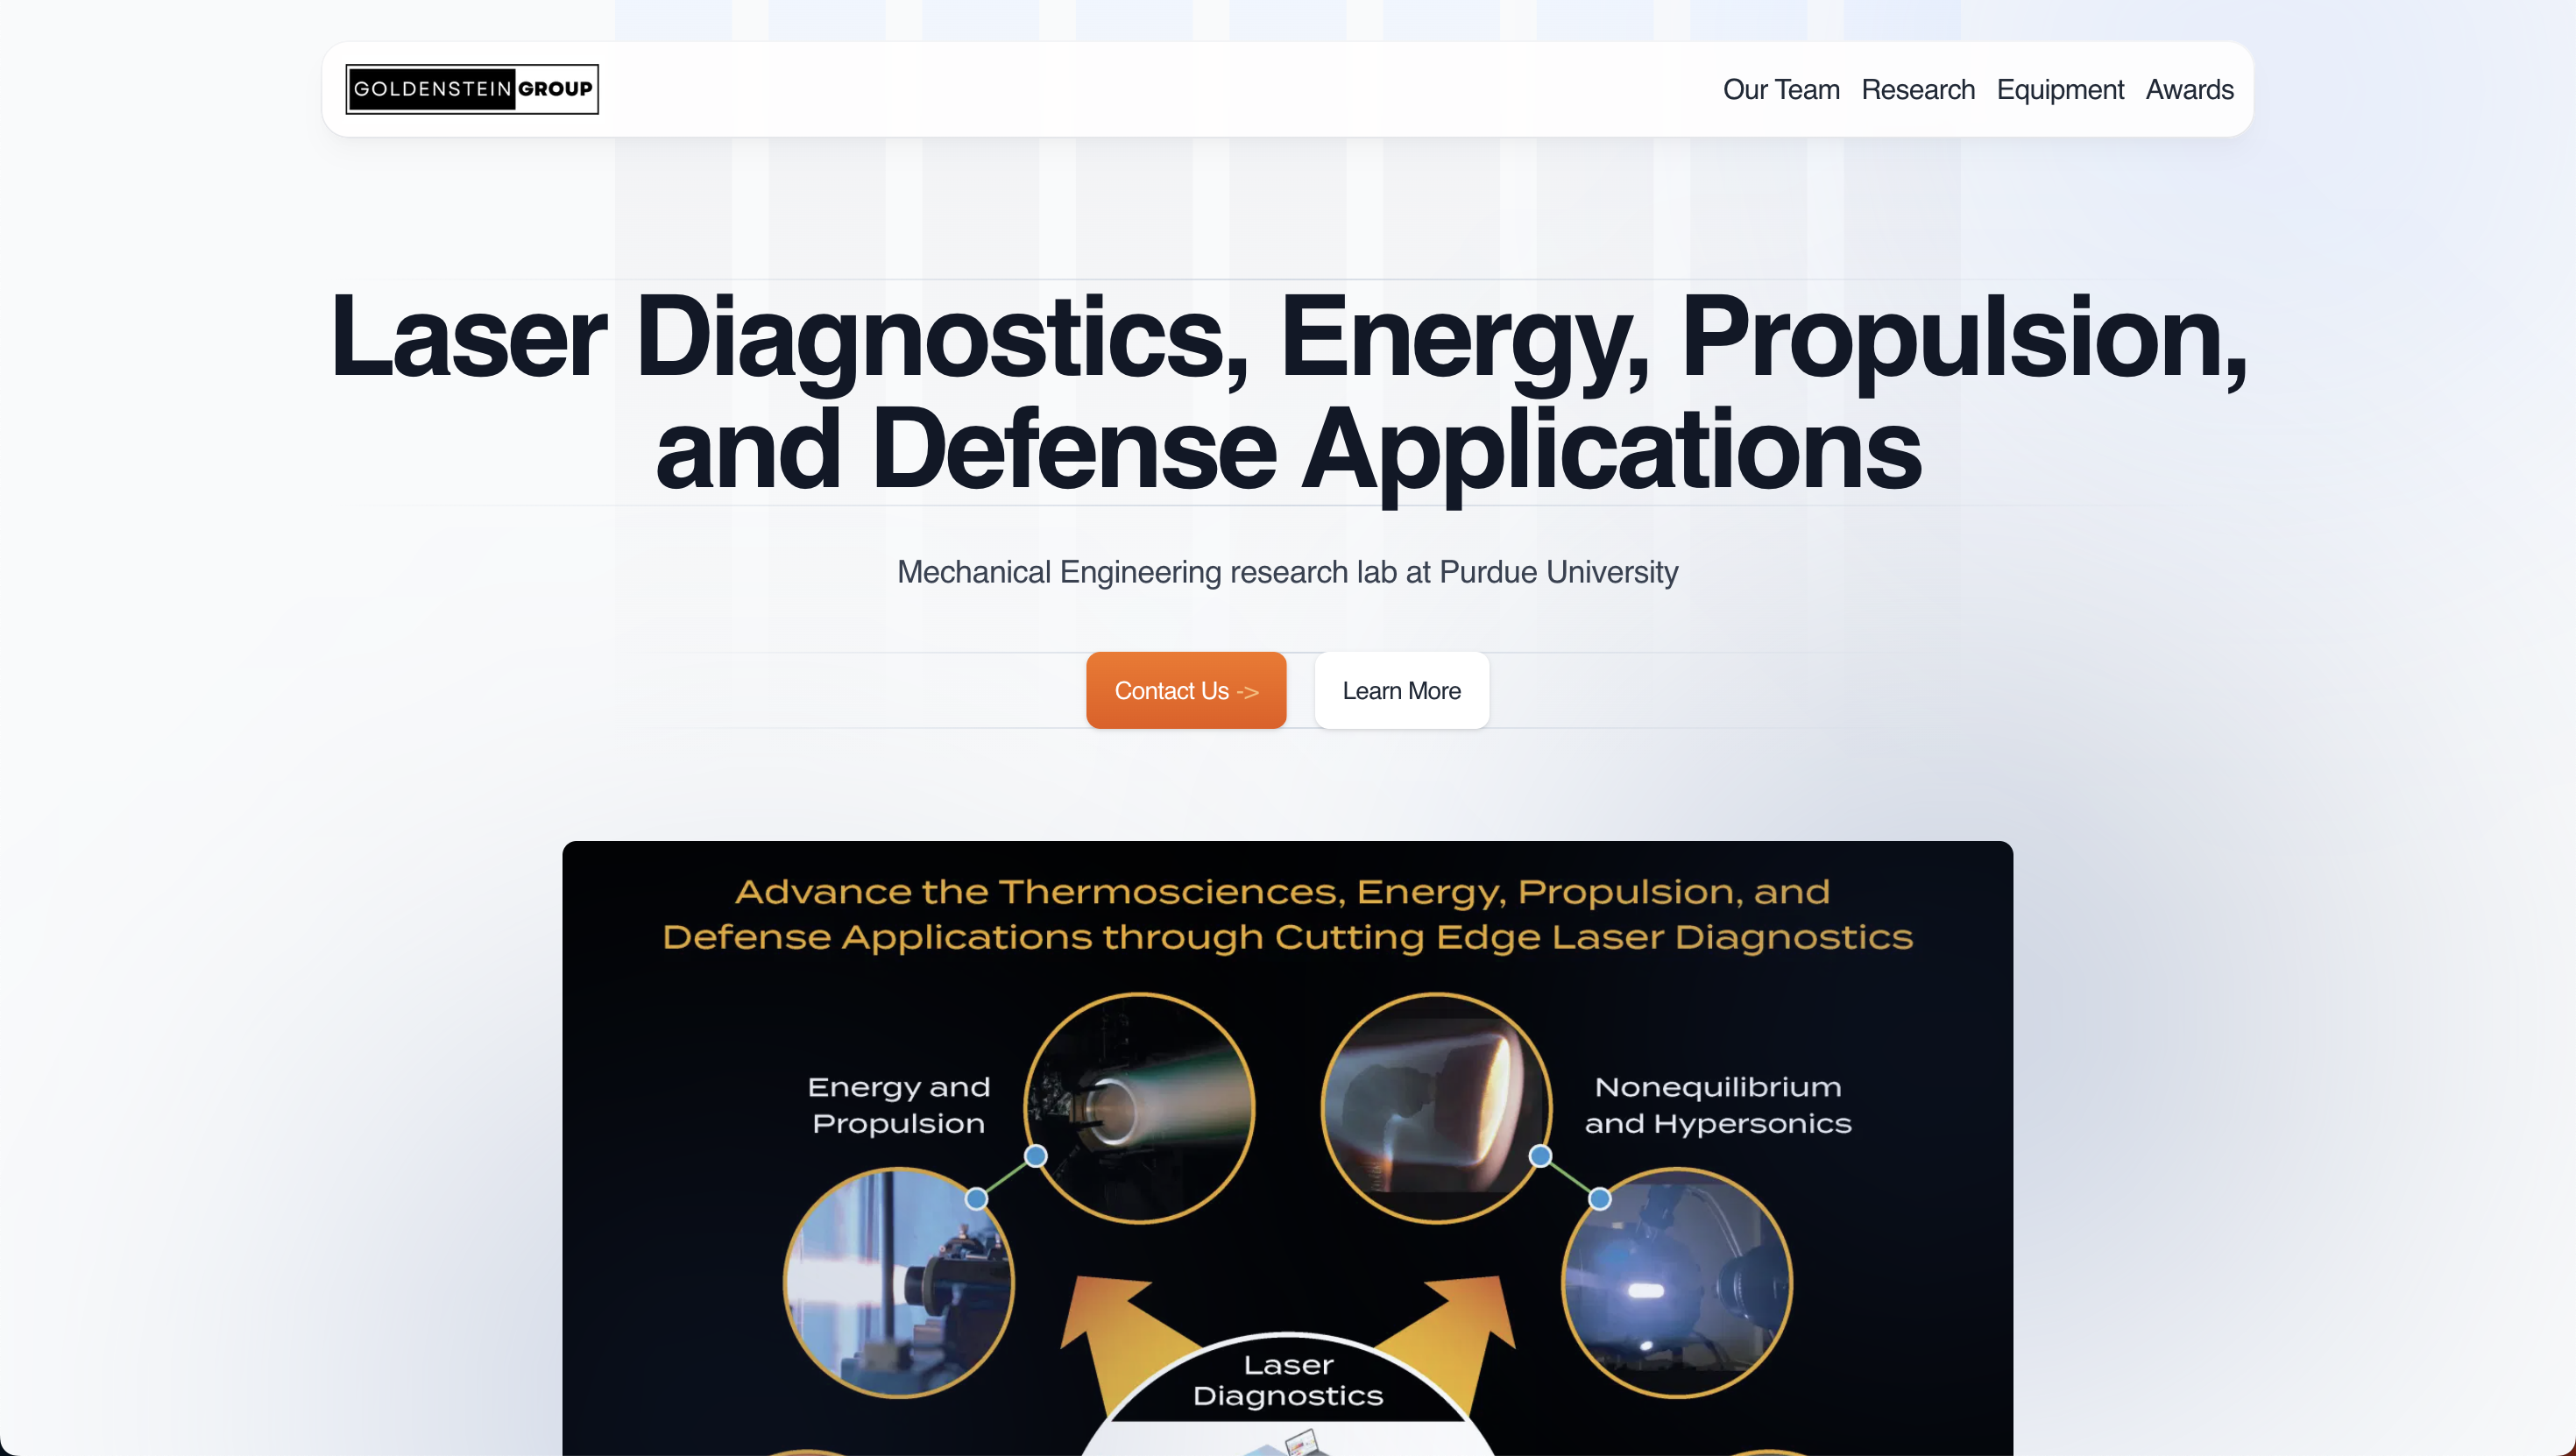 GOLDENSTEIN GROUP
Our Team Research Equipment Awards
Laser Diagnostics, Energy, Propulsion,
and Defense Applications
Mechanical Engineering research lab at Purdue University
Contact Us -> Learn More
Advance the Thermosciences, Energy, Propulsion, and
Defense Applications through Cutting Edge Laser Diagnostics
Energy and
Propulsion
Nonequilibrium
and Hypersonics
Laser
Diagnostics